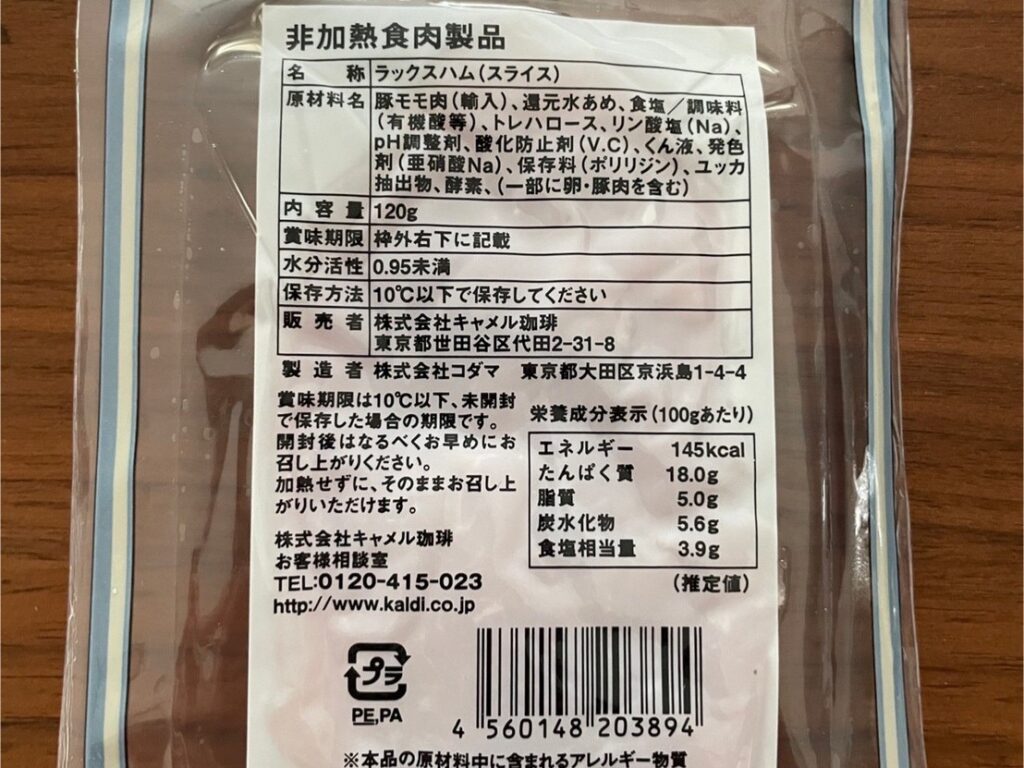 非加熱食肉製品
名称 ラックスハム(スライス)
原材料名 豚モモ肉(輸入)、還元水あめ、食塩／調味料
(有機酸等)、トレハロース、リン酸塩(Na)、
pH調整剤、酸化防止剤(V.C)、くん液、発色
剤(亜硝酸Na)、保存料(ポリリジン)、ユッカ
抽出物、酵素、(一部に卵・豚肉を含む)
内容量 120g
賞味期限 枠外右下に記載
水分活性 0.95未満
保存方法 10℃以下で保存してください
販売者 株式会社キャメル珈琲
東京都世田谷区代田2-31-8
製造者 株式会社コダマ 東京都大田区京浜島1-4-4
賞味期限は10℃以下、未開封
で保存した場合の期限です。
開封後はなるべくお早めにお
召し上がりください。
加熱せずに、そのままお召し上
がりいただけます。
株式会社キャメル珈琲
お客様相談室
TEL:0120-415-023
http://www.kaldi.co.jp
栄養成分表示(100gあたり)
エネルギー 145kcal
たんぱく質 18.0g
脂質 5.0g
炭水化物 5.6g
食塩相当量 3.9g
(推定値)
プラ
PE,PA
4 560148 203894
※本品の原材料中に含まれるアレルギー物質